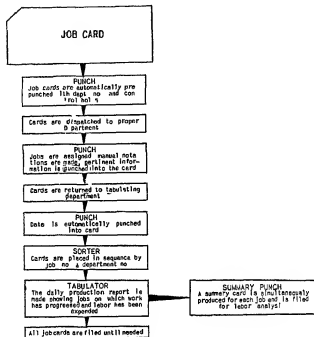 JOB CARD
PUNCH
Job cards are automatically pre
punched ith dept no and con
trol hol s
Cards are dispatched to proper
D partment
PUNCH
Jobs are assigned manual nota
tions are made, pertinent infor-
mation is punched into the card
Cards are returned to tabulating
department
PUNCH
Data is automatically punched
into card
SORTER
Cards are placed in sequence by
job no & department no
TABULATOR
The daily production report is
made showing jobs on which work
has progressed and labor has been
expended
SUMMARY PUNCH
A summary card is simultaneously
produced for each job and is filed
for labor analysi
All job cards are filed until needed